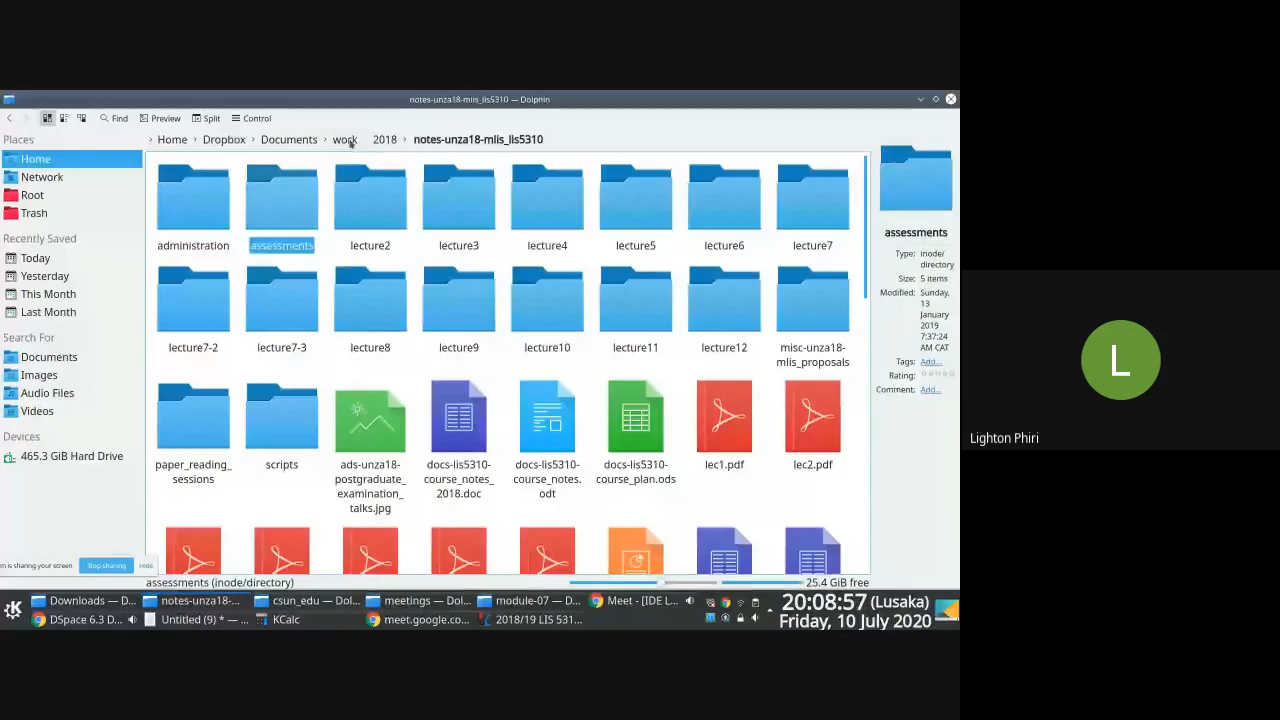 notes-unza18-mlis_lis5310 — Dolphin
Find Preview Split Control
Places
Home
Network
Root
Trash
Recently Saved
Today
Yesterday
This Month
Last Month
Search For
Documents
Images
Audio Files
Videos
Devices
465.3 GiB Hard Drive
Home Dropbox Documents work 2018 notes-unza18-mlis_lis5310
administration assessments lecture2 lecture3 lecture4 lecture5 lecture6 lecture7
lecture7-2 lecture7-3 lecture8 lecture9 lecture10 lecture11 lecture12 misc-unza18-
mlis_proposals
paper_reading_
sessions
scripts
ads-unza18-
postgraduate_
examination_
talks.jpg
docs-lis5310-
course_notes_
2018.doc
docs-lis5310-
course_notes.
odt
docs-lis5310-
course_plan.ods
lec1.pdf
lec2.pdf
assessments
Type: inode/
directory
Size: 5 items
Modified: Sunday,
13
January
2019
7:37:24
AM CAT
Tags: Add...
Rating:
Comment: Add...
m is sharing your screen. Stop sharing Hide
assessments (inode/directory)
25.4 GiB free
Downloads — D... notes-unza18-... csun_edu — Dol... meetings — Dol... module-07 — D... Meet - [IDE L...
DSpace 6.3 D... Untitled (9) * — ... KCalc meet.google.co... 2018/19 LIS 531...
20:08:57 (Lusaka)
Friday, 10 July 2020
L
Lighton Phiri